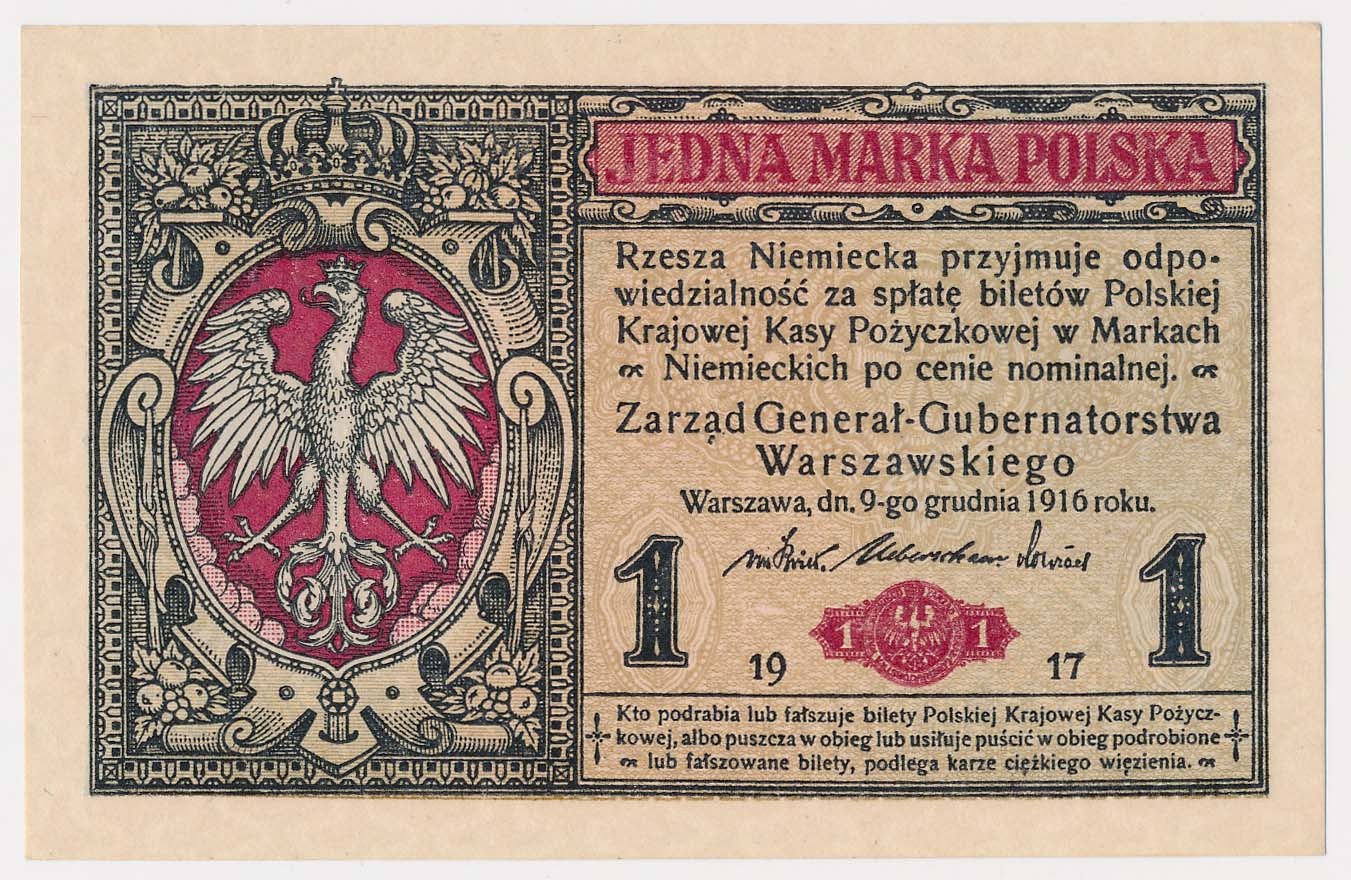 JEDNA MARKA POLSKA
Rzesza Niemiecka przyjmuje odpo-
wiedzialność za spłatę biletów Polskiej
Krajowej Kasy Pożyczkowej w Markach
Niemieckich po cenie nominalnej.
Zarząd Generał-Gubernatorstwa
Warszawskiego
Warszawa, dn. 9-go grudnia 1916 roku.
1 1
1 1
19 17
Kto podrabia lub fałszuje bilety Polskiej Krajowej Kasy Pożycz-
kowej, albo puszcza w obieg lub usiłuje puścić w obieg podrobione
lub fałszowane bilety, podlega karze ciężkiego więzienia.